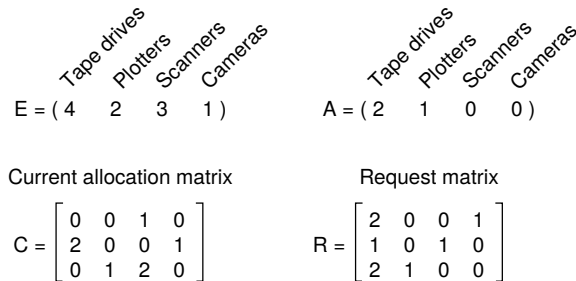 Tape drives Plotters Scanners Cameras
E = ( 4 2 3 1 )
Tape drives Plotters Scanners Cameras
A = ( 2 1 0 0 )
Current allocation matrix
C =
0 0 1 0
2 0 0 1
0 1 2 0
Request matrix
R =
2 0 0 1
1 0 1 0
2 1 0 0